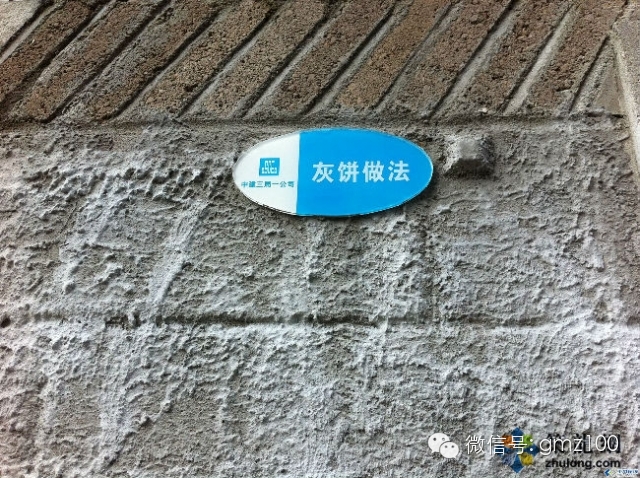 灰饼做法
中建三局一公司
微信号: gmz100
zhulong.com